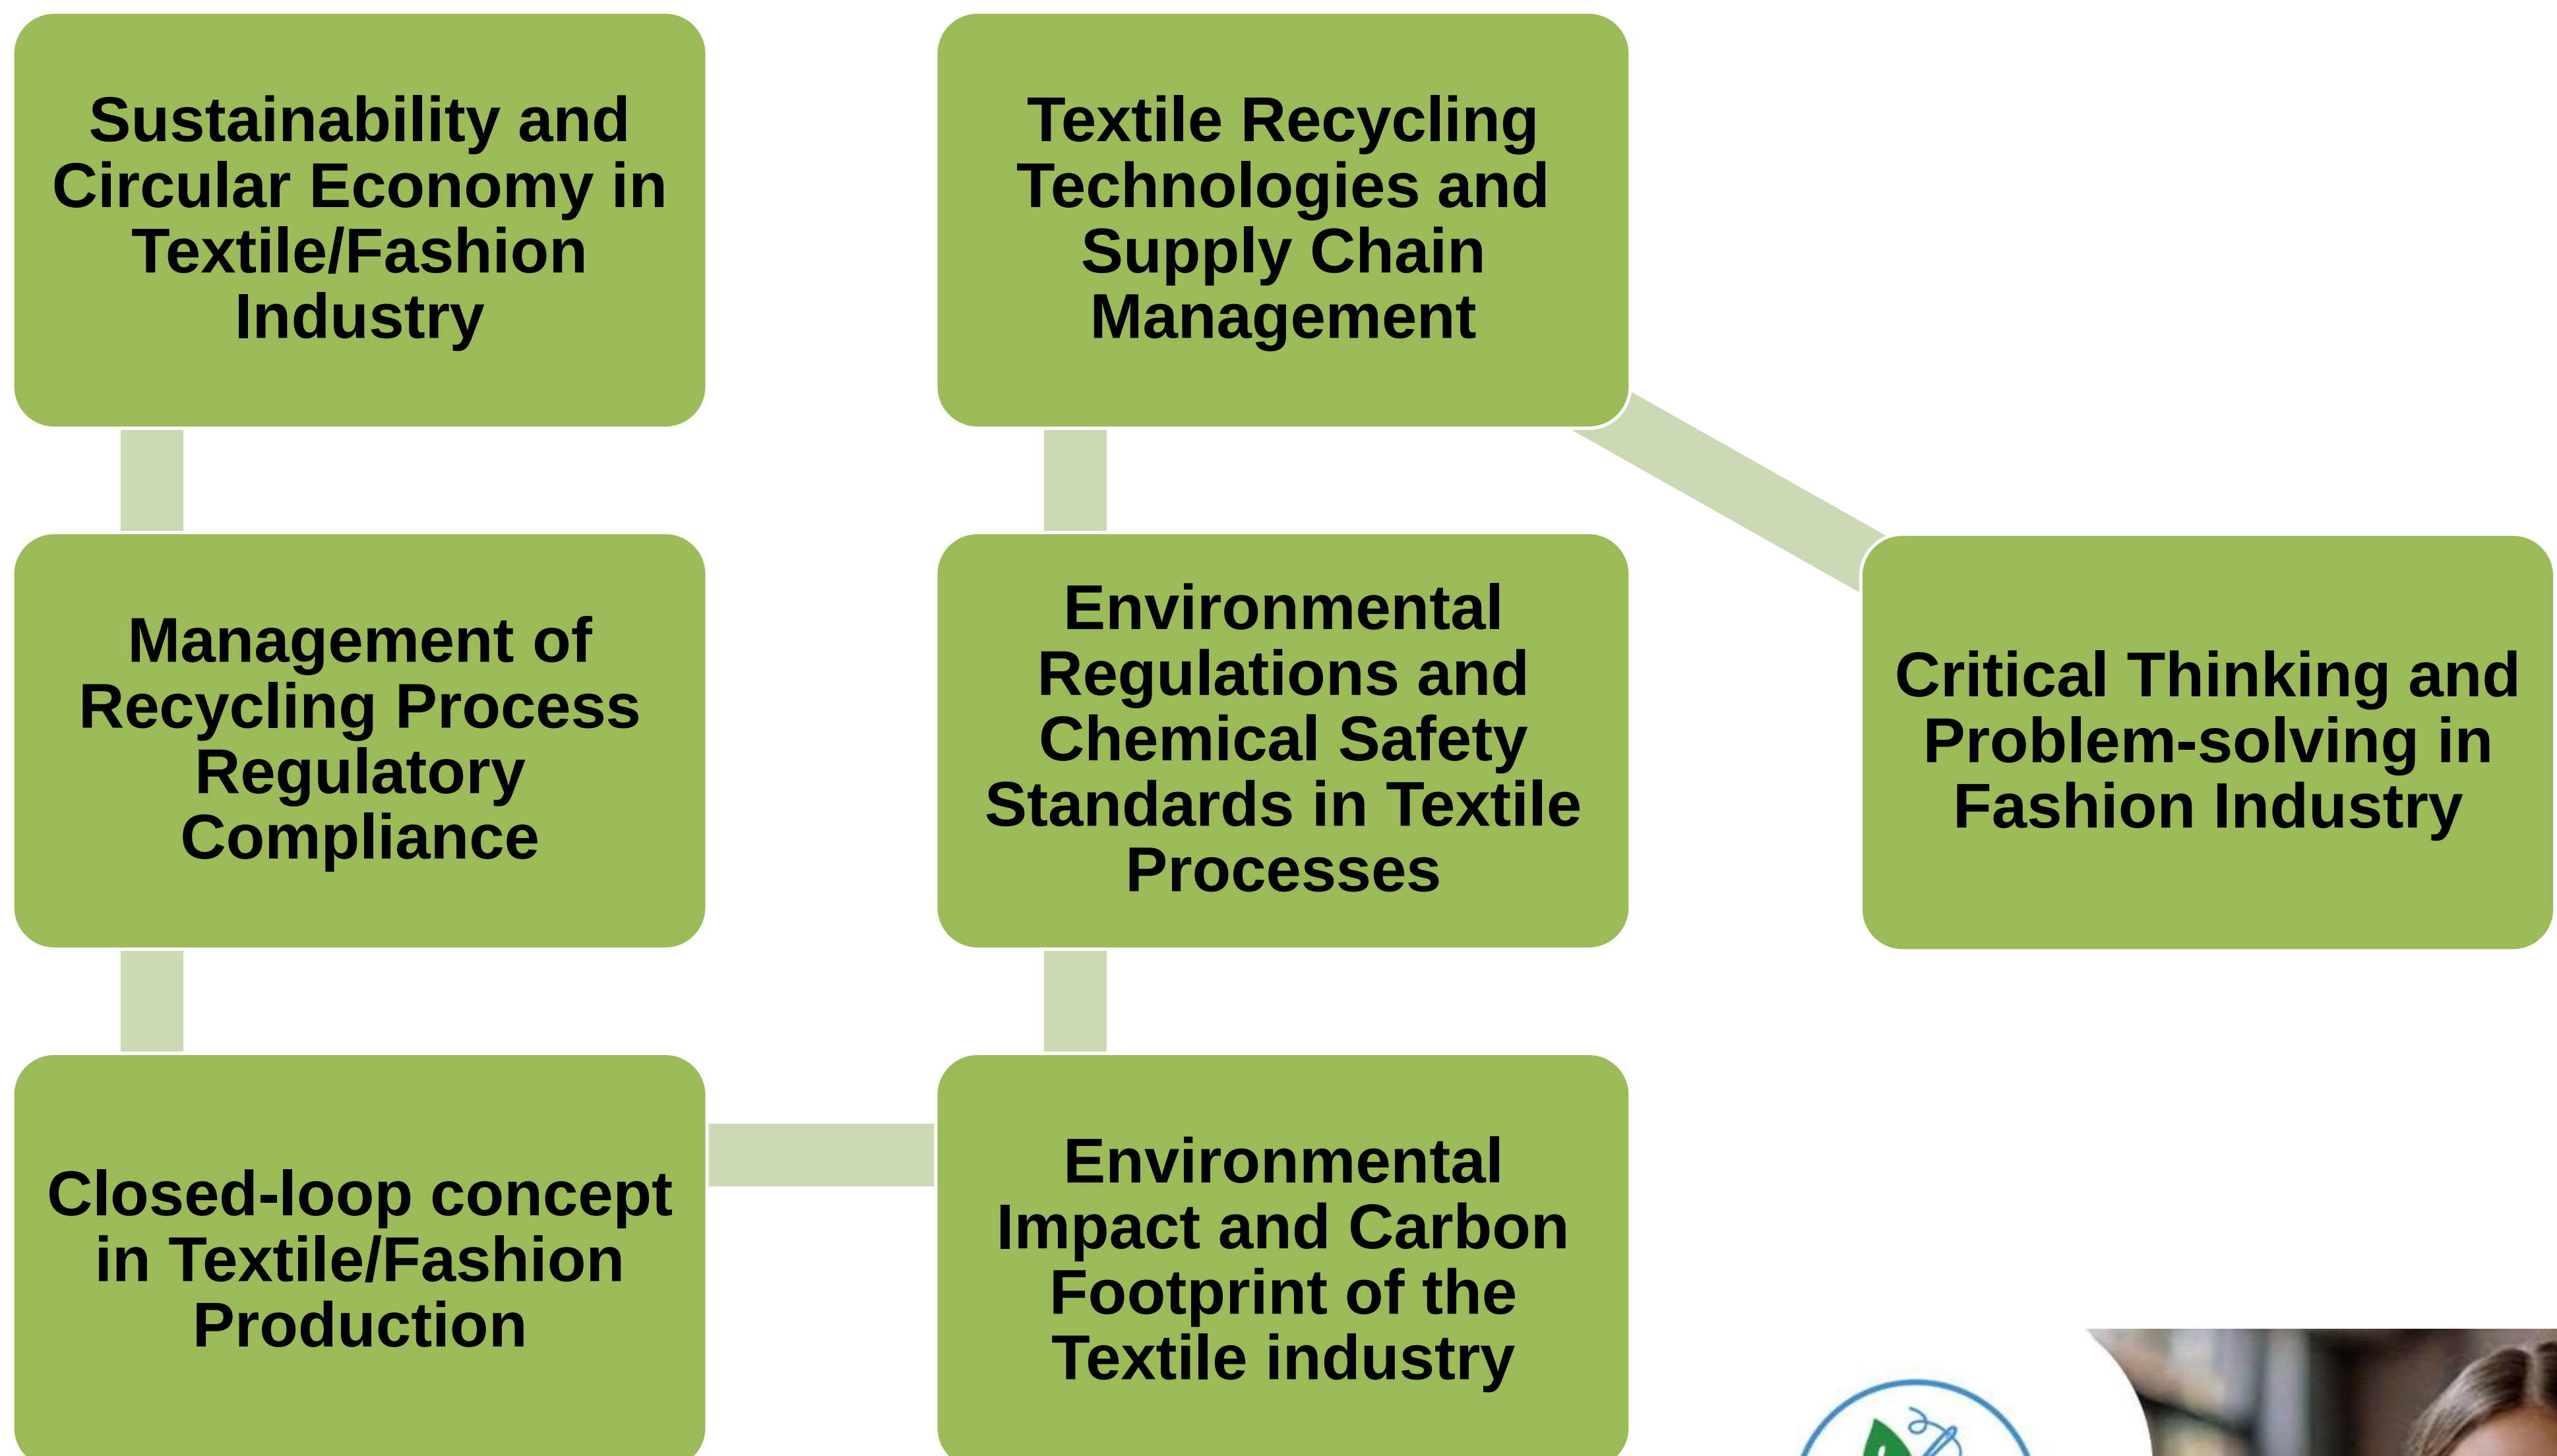 Sustainability and
Circular Economy in
Textile/Fashion
Industry
Management of
Recycling Process
Regulatory
Compliance
Closed-loop concept
in Textile/Fashion
Production
Environmental
Impact and Carbon
Footprint of the
Textile industry
Environmental
Regulations and
Chemical Safety
Standards in Textile
Processes
Textile Recycling
Technologies and
Supply Chain
Management
Critical Thinking and
Problem-solving in
Fashion Industry